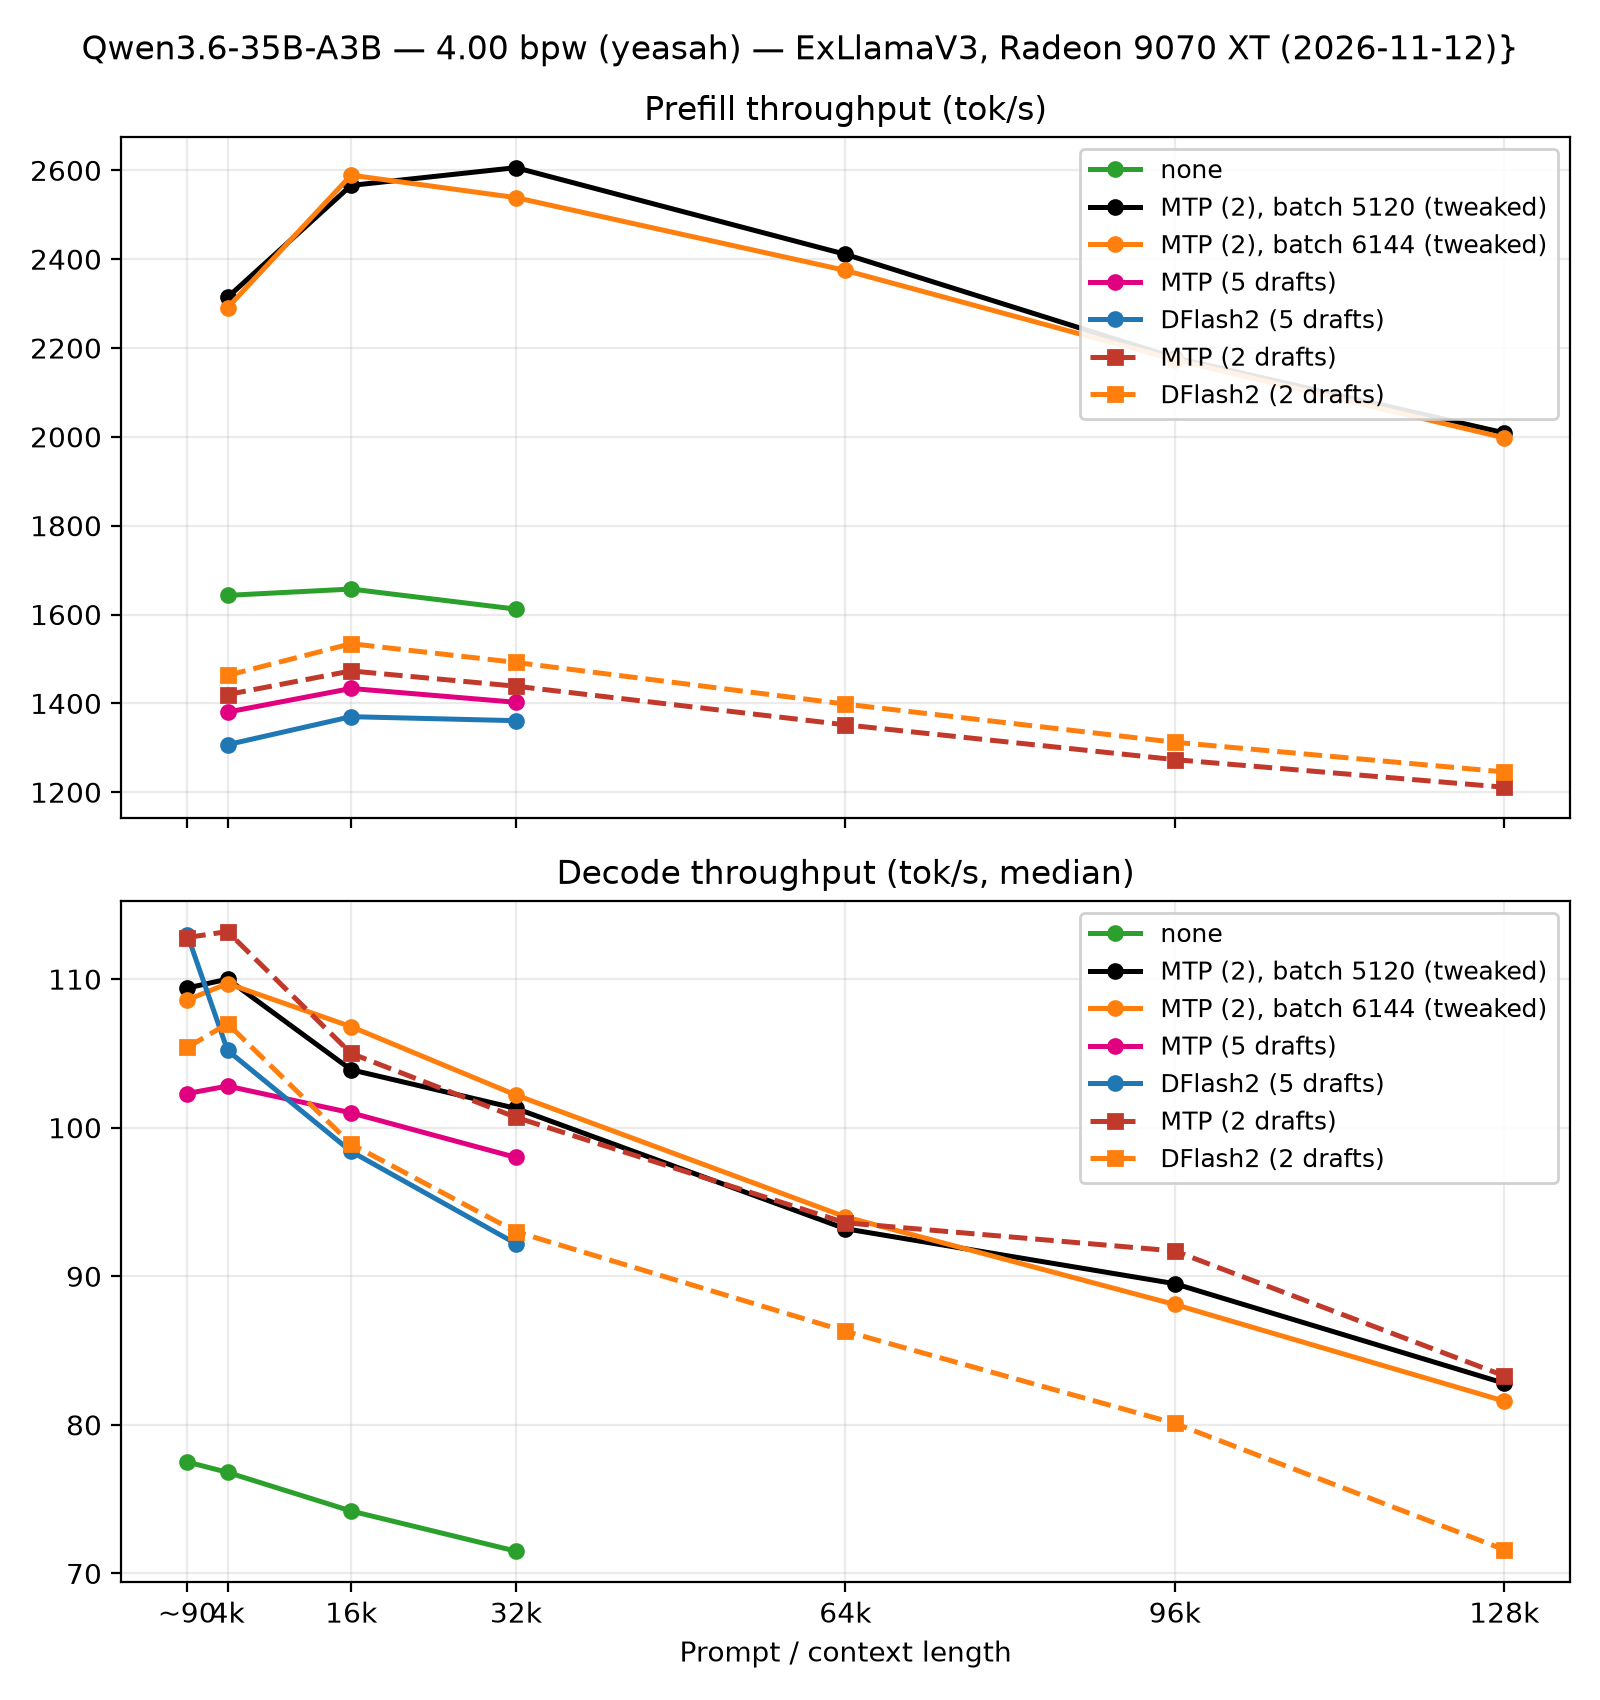 Qwen3.6-35B-A3B — 4.00 bpw (yeasah) — ExLlamaV3, Radeon 9070 XT (2026-11-12)}
Prefill throughput (tok/s)
2600
2400
2200
2000
1800
1600
1400
1200
none
MTP (2), batch 5120 (tweaked)
MTP (2), batch 6144 (tweaked)
MTP (5 drafts)
DFlash2 (5 drafts)
MTP (2 drafts)
DFlash2 (2 drafts)
Decode throughput (tok/s, median)
110
100
90
80
70
none
MTP (2), batch 5120 (tweaked)
MTP (2), batch 6144 (tweaked)
MTP (5 drafts)
DFlash2 (5 drafts)
MTP (2 drafts)
DFlash2 (2 drafts)
~90 4k 16k 32k 64k 96k 128k
Prompt / context length